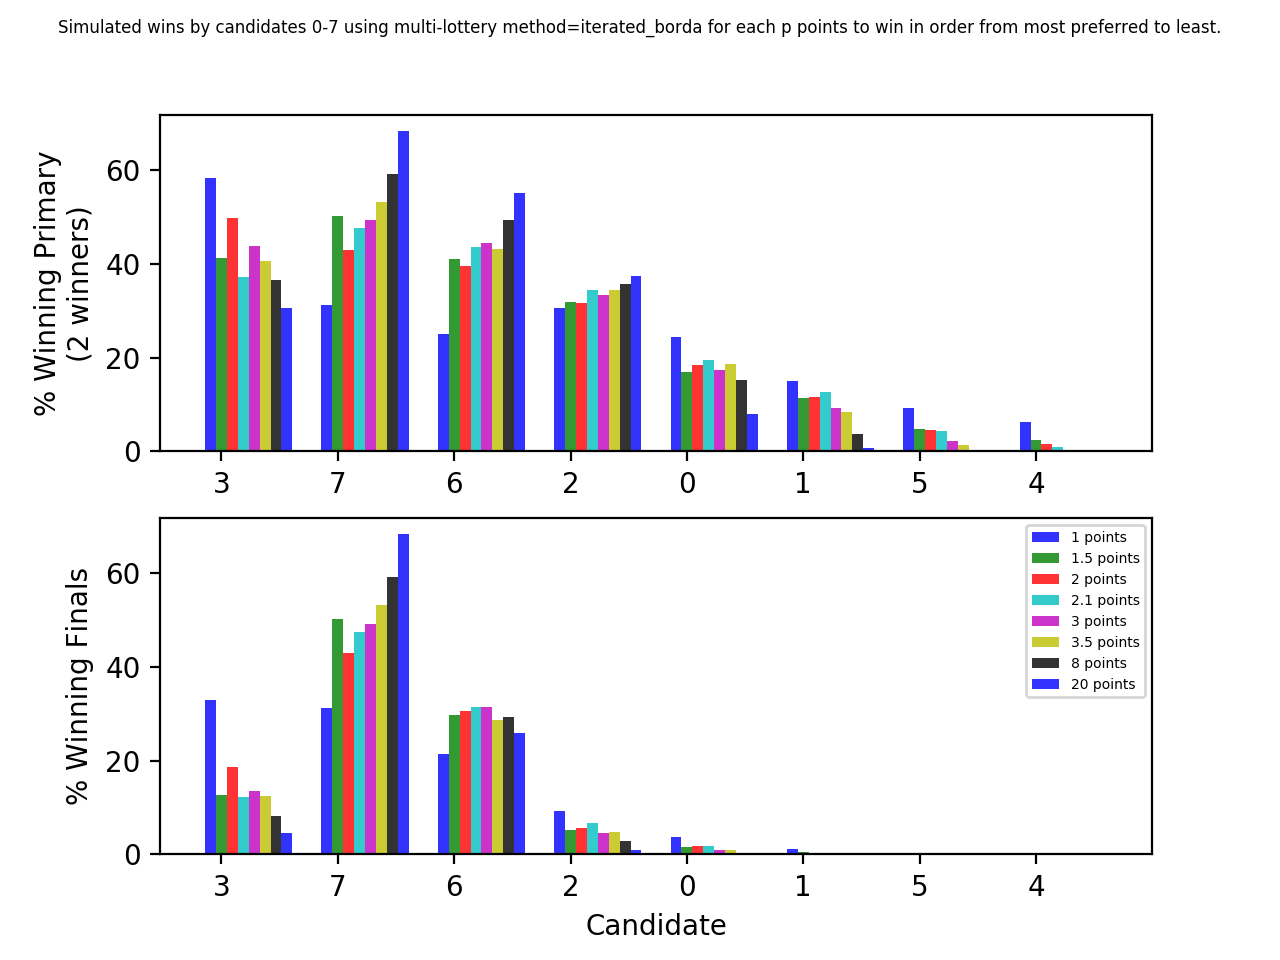 Simulated wins by candidates 0-7 using multi-lottery method=iterated_borda for each p points to win in order from most preferred to least.
% Winning Primary
(2 winners)
60
40
20
0
3 7 6 2 0 1 5 4
% Winning Finals
60
40
20
0
1 points
1.5 points
2 points
2.1 points
3 points
3.5 points
8 points
20 points
3 7 6 2 0 1 5 4
Candidate